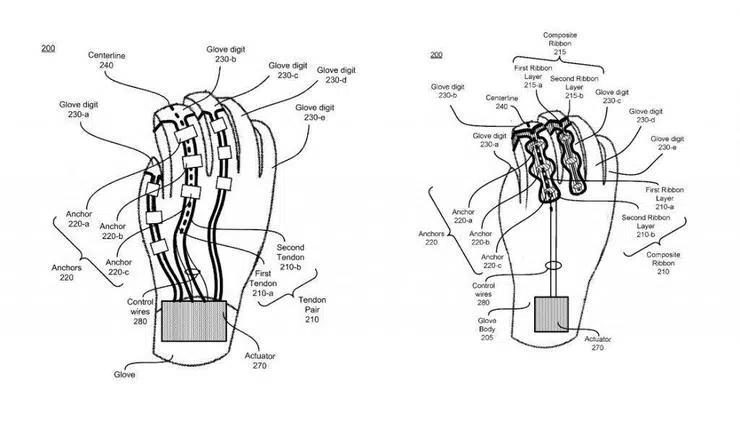 200
Centerline
240
Glove digit
230-b
Glove digit
230-c
Glove digit
230-d
Glove digit
230-a
Glove digit
230-e
Anchor
220-a
Anchor
220-b
Anchor
220-c
Anchors
220
Second
Tendon
210-b
First
Tendon
210-a
Tendon
Pair
210
Control
wires
280
Actuator
270
Glove
200
Composite
Ribbon
215
First Ribbon
Layer
215-a
Second Ribbon
Layer
215-b
Glove digit
230-b
Centerline
240
Glove digit
230-c
Glove digit
230-d
Glove digit
230-a
Glove digit
230-e
Anchor
220-a
Anchors
220
Anchor
220-b
Anchor
220-c
First Ribbon
Layer
210-a
Second Ribbon
Layer
210-b
Composite
Ribbon
210
Control
wires
280
Glove
Body
205
Actuator
270